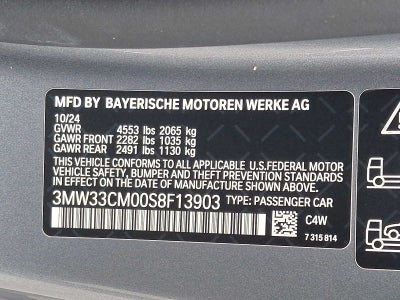 MFD BY BAYERISCHE MOTOREN WERKE AG
10/24
GVWR 4553 lbs 2065 kg
GAWR FRONT 2282 lbs 1035 kg
GAWR REAR 2491 lbs 1130 kg
THIS VEHICLE CONFORMS TO ALL APPLICABLE U.S.FEDERAL MOTOR
VEHICLE SAFETY, BUMPER, AND THEFT PREVENTION STANDARDS
IN EFFECT ON THE DATE OF MANUFACTURE SHOWN ABOVE.
3MW33CM00S8F13903 TYPE: PASSENGER CAR
C4W
7 315 814